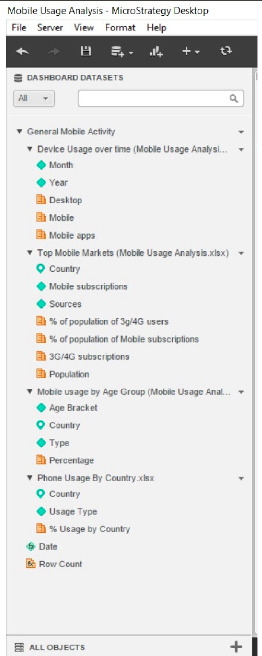 Mobile Usage Analysis - MicroStrategy Desktop
File Server View Format Help
DASHBOARD DATASETS
All
General Mobile Activity
Device Usage over time (Mobile Usage Analysi...
Month
Year
Desktop
Mobile
Mobile apps
Top Mobile Markets (Mobile Usage Analysis.xlsx)
Country
Mobile subscriptions
Sources
% of population of 3g/4G users
% of population of Mobile subscriptions
3G/4G subscriptions
Population
Mobile usage by Age Group (Mobile Usage Anal...
Age Bracket
Country
Type
Percentage
Phone Usage By Country.xlsx
Country
Usage Type
% Usage by Country
Date
Row Count
ALL OBJECTS